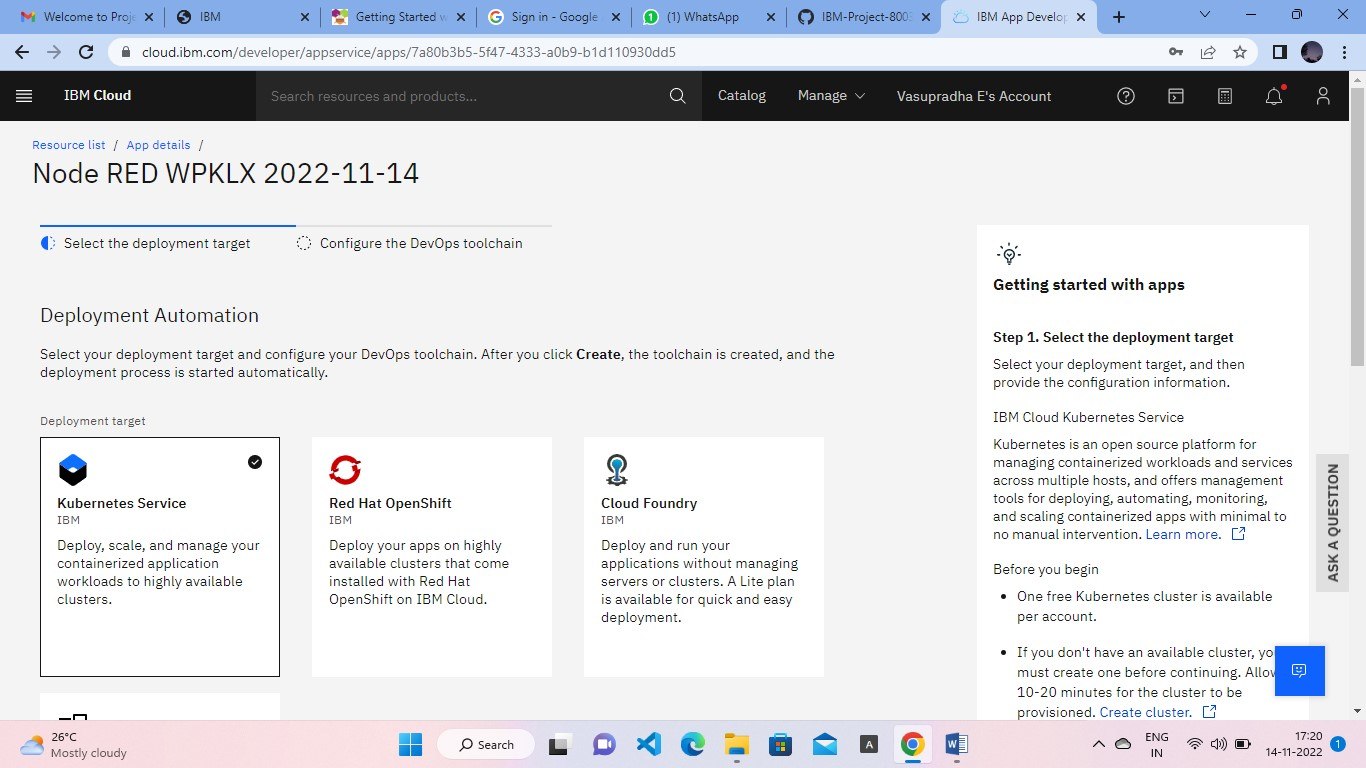 Welcome to Proje
IBM
Getting Started w
Sign in - Google
(1) WhatsApp
IBM-Project-8003
IBM App Develop
cloud.ibm.com/developer/appservice/apps/7a80b3b5-5f47-4333-a0b9-b1d110930dd5
IBM Cloud
Search resources and products...
Catalog
Manage
Vasupradha E's Account
Resource list / App details /
Node RED WPKLX 2022-11-14
Select the deployment target
Configure the DevOps toolchain
Deployment Automation
Select your deployment target and configure your DevOps toolchain. After you click Create, the toolchain is created, and the
deployment process is started automatically.
Deployment target
Kubernetes Service
IBM
Deploy, scale, and manage your
containerized application
workloads to highly available
clusters.
Red Hat OpenShift
IBM
Deploy your apps on highly
available clusters that come
installed with Red Hat
OpenShift on IBM Cloud.
Cloud Foundry
IBM
Deploy and run your
applications without managing
servers or clusters. A Lite plan
is available for quick and easy
deployment.
Getting started with apps
Step 1. Select the deployment target
Select your deployment target, and then
provide the configuration information.
IBM Cloud Kubernetes Service
Kubernetes is an open source platform for
managing containerized workloads and services
across multiple hosts, and offers management
tools for deploying, automating, monitoring,
and scaling containerized apps with minimal to
no manual intervention. Learn more.
Before you begin
• One free Kubernetes cluster is available
per account.
• If you don't have an available cluster, yo
must create one before continuing. Allow
10-20 minutes for the cluster to be
provisioned. Create cluster.
ASK A QUESTION
26°C
Mostly cloudy
Search
A
ENG
IN
17:20
14-11-2022
1